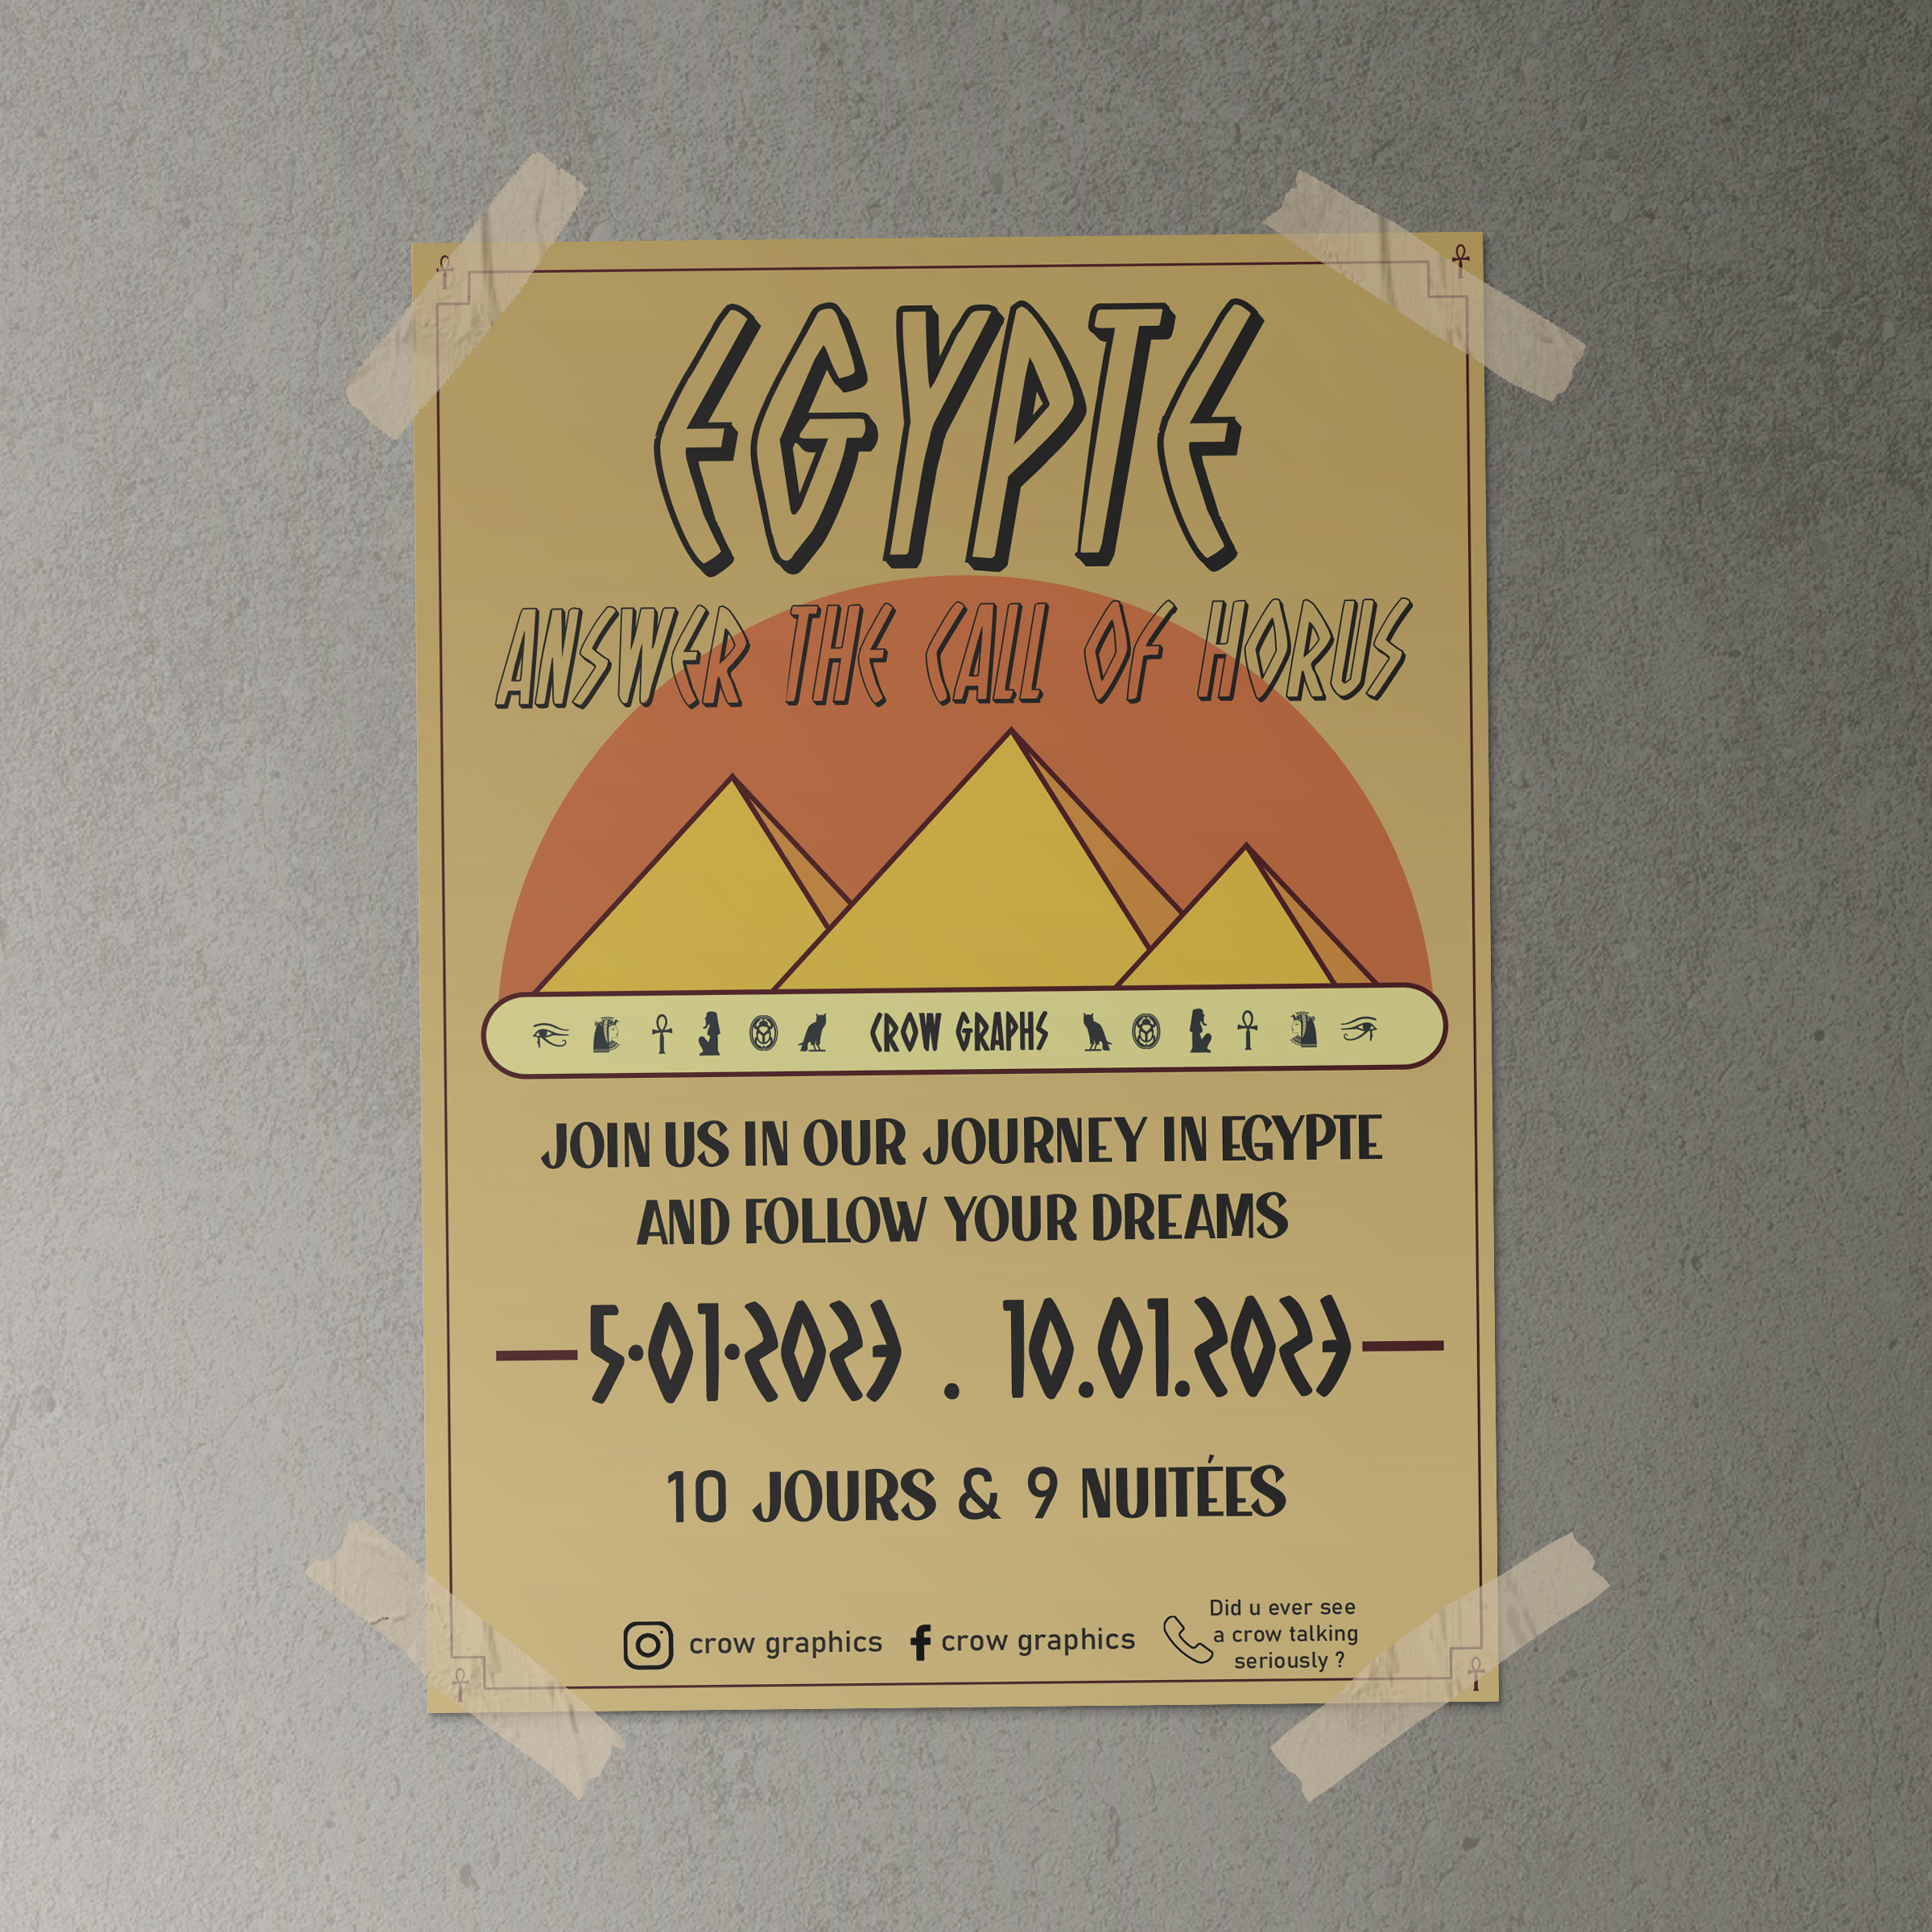 EGYPTE
ANSWER THE CALL OF HORUS
CROW GRAPHS
JOIN US IN OUR JOURNEY IN EGYPTE
AND FOLLOW YOUR DREAMS
5.01.2023 . 10.01.2023
10 JOURS & 9 NUITÉES
crow graphics
crow graphics
Did u ever see
a crow talking
seriously ?